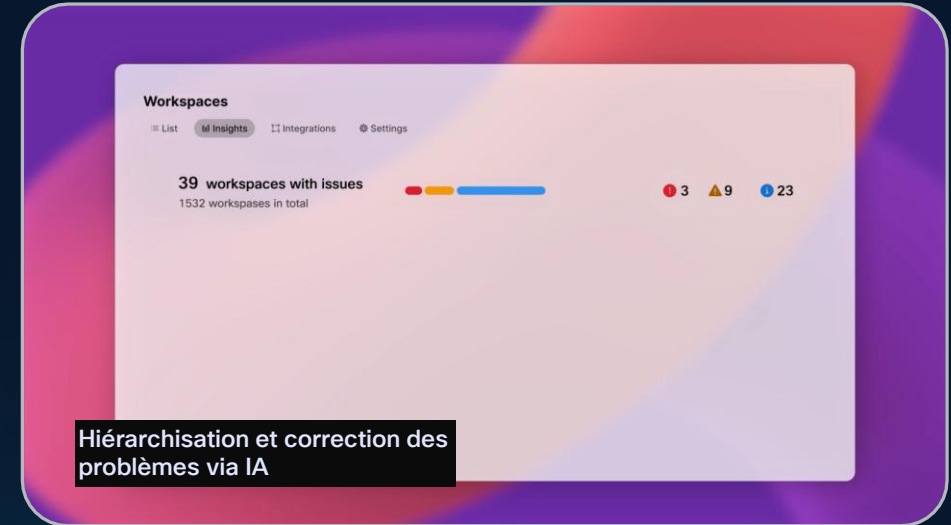 Workspaces
List Insights Integrations Settings
39 workspaces with issues
1532 workspases in total
3 9 23
Hiérarchisation et correction des
problèmes via IA